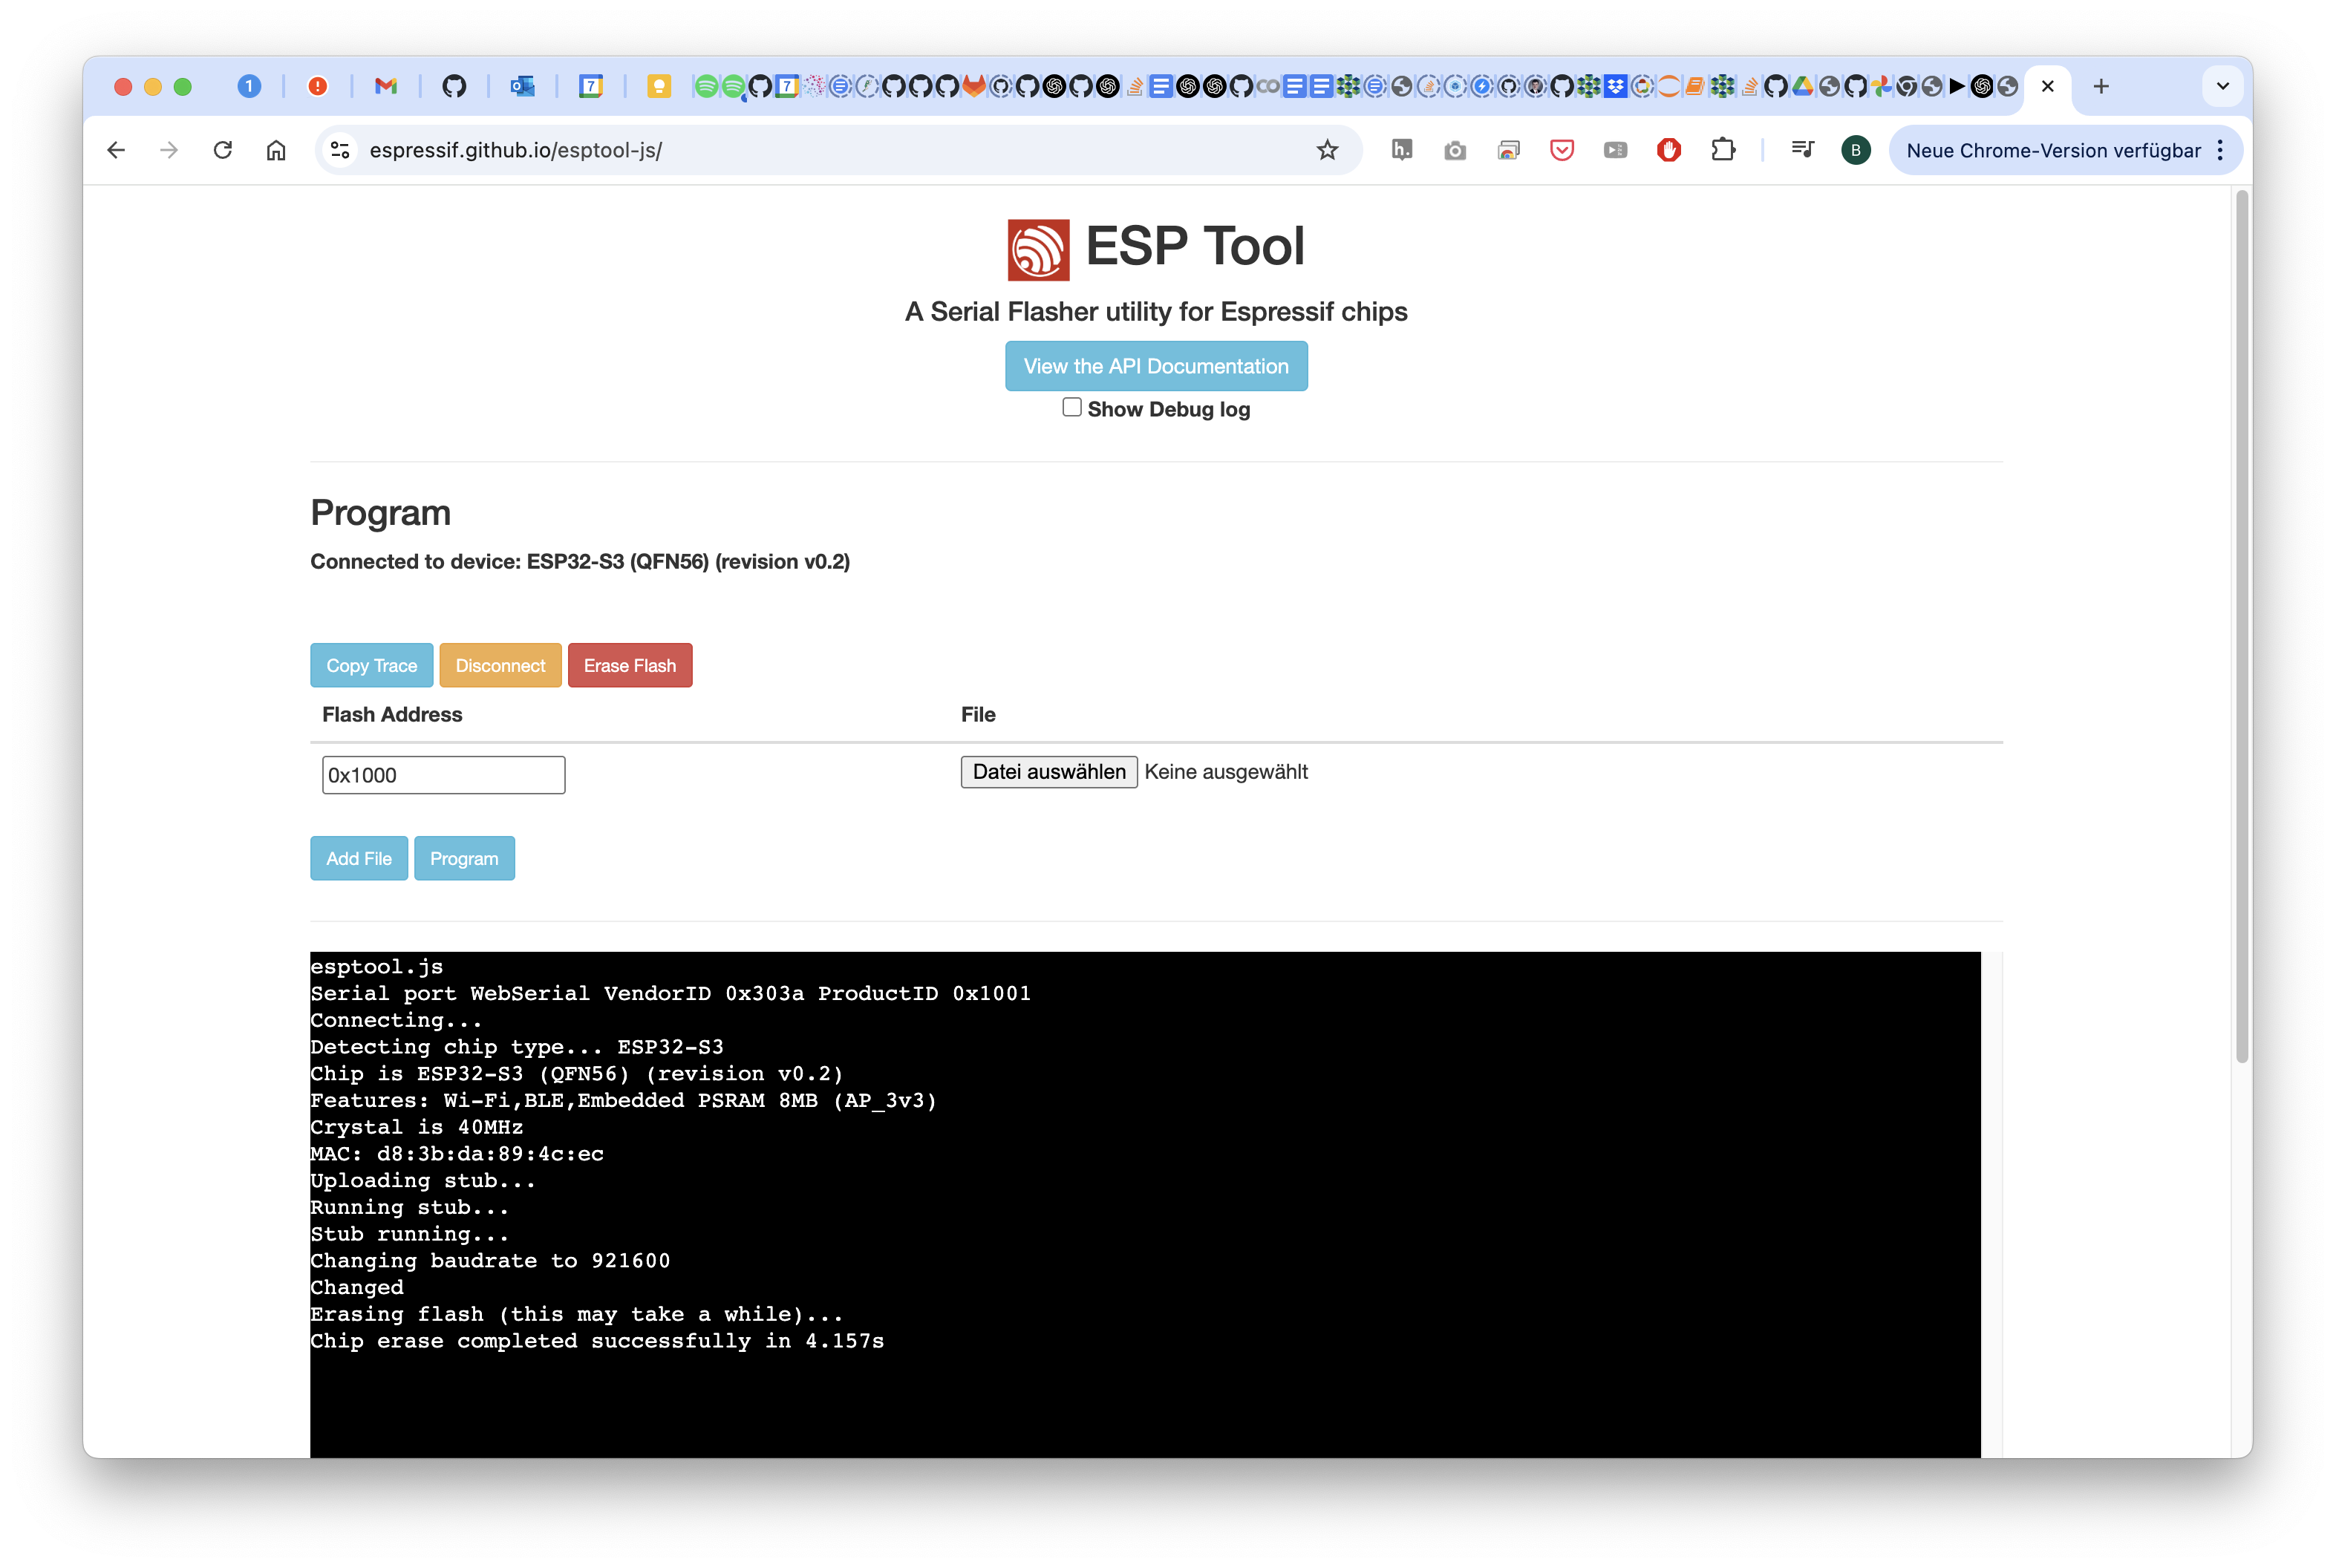 espressif.github.io/esptool-js/
h.
B
Neue Chrome-Version verfügbar
ESP Tool
A Serial Flasher utility for Espressif chips
View the API Documentation
Show Debug log
Program
Connected to device: ESP32-S3 (QFN56) (revision v0.2)
Copy Trace Disconnect Erase Flash
Flash Address File
0x1000 Datei auswählen Keine ausgewählt
Add File Program
esptool.js
Serial port WebSerial VendorID 0x303a ProductID 0x1001
Connecting...
Detecting chip type... ESP32-S3
Chip is ESP32-S3 (QFN56) (revision v0.2)
Features: Wi-Fi,BLE,Embedded PSRAM 8MB (AP_3v3)
Crystal is 40MHz
MAC: d8:3b:da:89:4c:ec
Uploading stub...
Running stub...
Stub running...
Changing baudrate to 921600
Changed
Erasing flash (this may take a while)...
Chip erase completed successfully in 4.157s